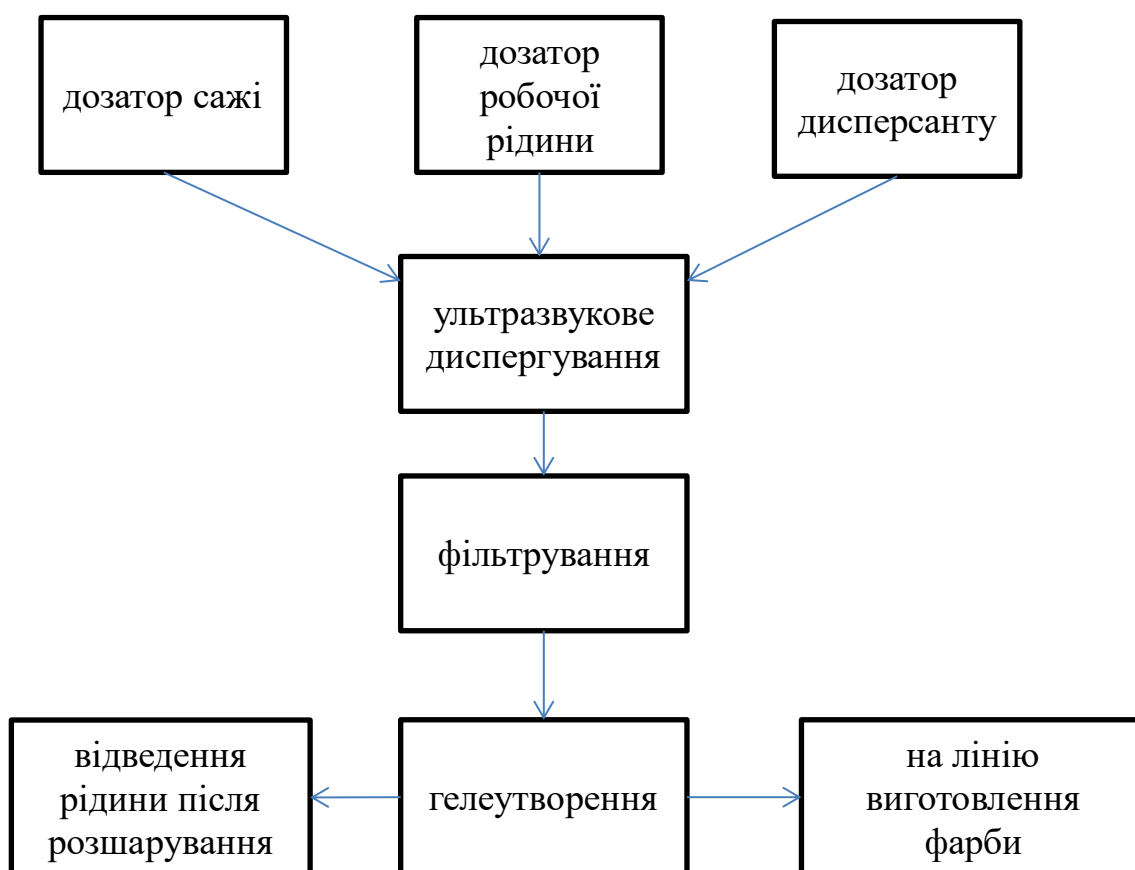 дозатор сажі
дозатор
робочої
рідини
дозатор
дисперсанту
ультразвукове
диспергування
фільтрування
відведення
рідини після
розшарування
гелеутворення
на лінію
виготовлення
фарби